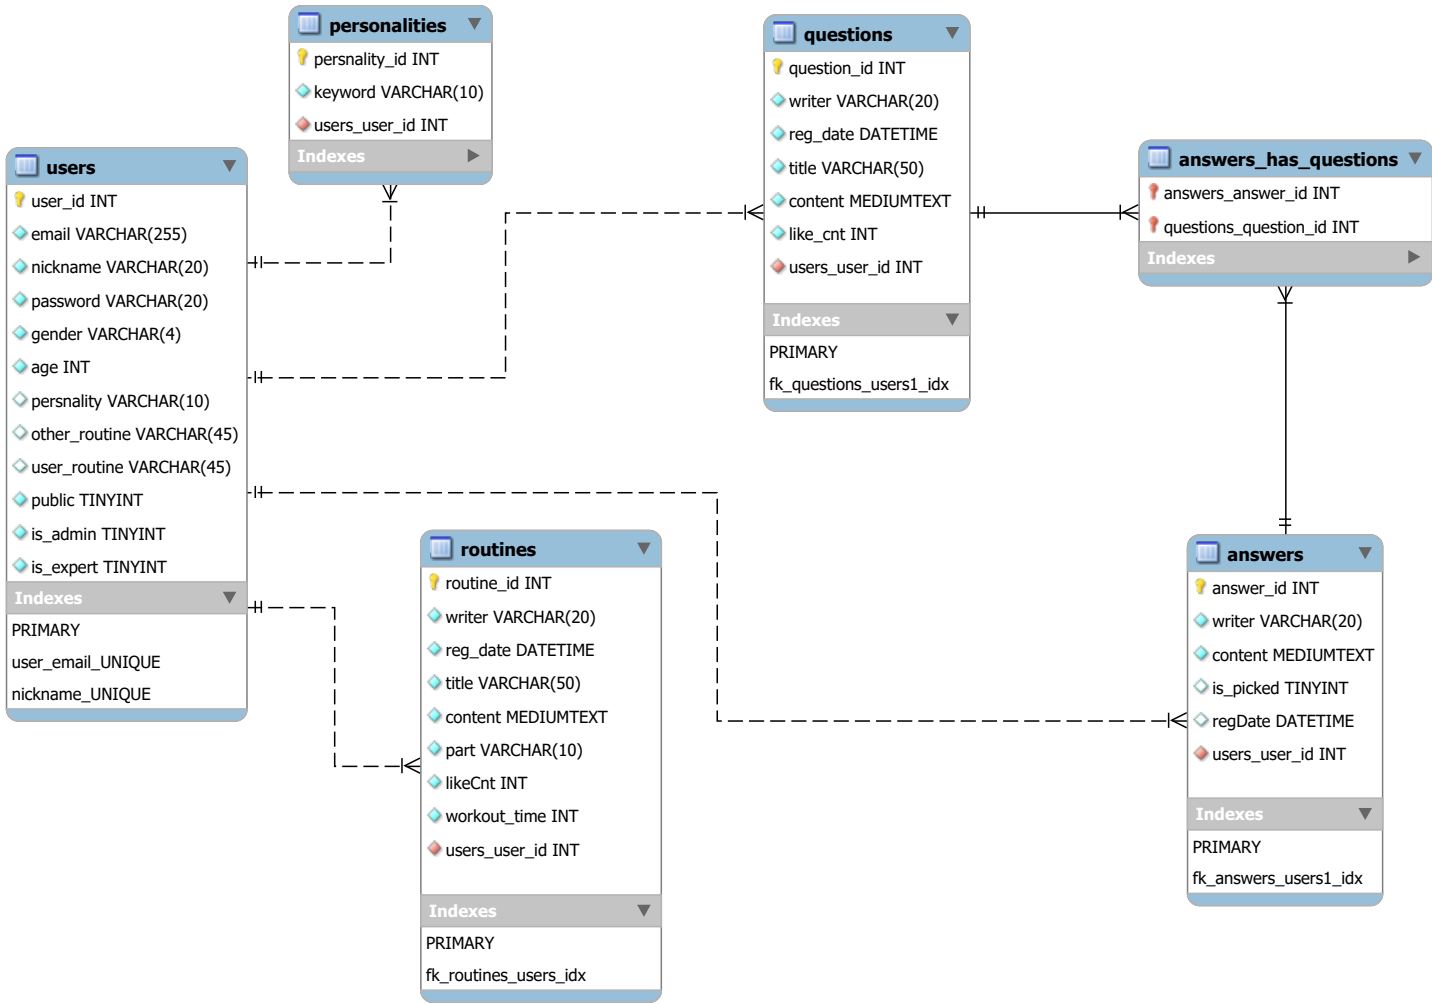 personalities
persnality_id INT
keyword VARCHAR(10)
users_user_id INT
Indexes
questions
question_id INT
writer VARCHAR(20)
reg_date DATETIME
title VARCHAR(50)
content MEDIUMTEXT
like_cnt INT
users_user_id INT
Indexes
PRIMARY
fk_questions_users1_idx
answers_has_questions
answers_answer_id INT
questions_question_id INT
Indexes
users
user_id INT
email VARCHAR(255)
nickname VARCHAR(20)
password VARCHAR(20)
gender VARCHAR(4)
age INT
persnality VARCHAR(10)
other_routine VARCHAR(45)
user_routine VARCHAR(45)
public TINYINT
is_admin TINYINT
is_expert TINYINT
Indexes
PRIMARY
user_email_UNIQUE
nickname_UNIQUE
routines
routine_id INT
writer VARCHAR(20)
reg_date DATETIME
title VARCHAR(50)
content MEDIUMTEXT
part VARCHAR(10)
likeCnt INT
workout_time INT
users_user_id INT
Indexes
PRIMARY
fk_routines_users_idx
answers
answer_id INT
writer VARCHAR(20)
content MEDIUMTEXT
is_picked TINYINT
regDate DATETIME
users_user_id INT
Indexes
PRIMARY
fk_answers_users1_idx